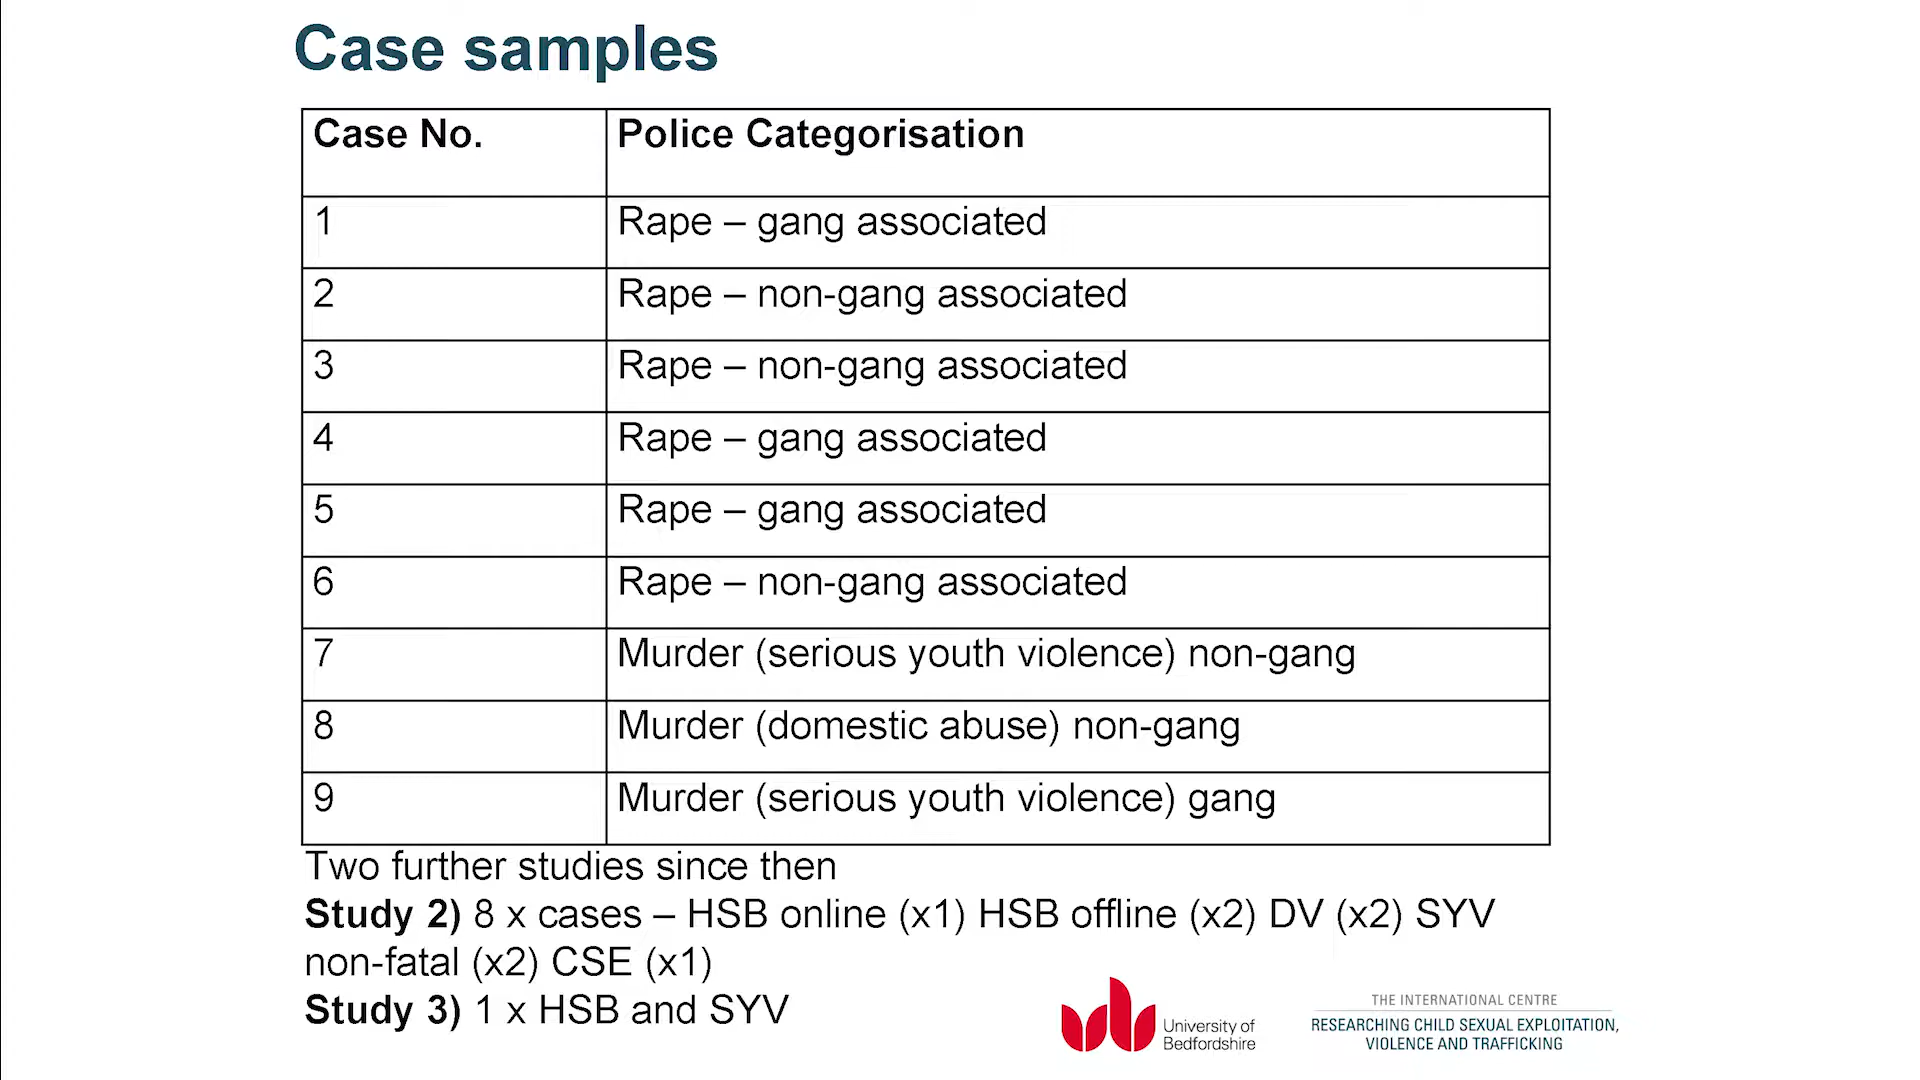 Case samples
Case No. Police Categorisation
1 Rape – gang associated
2 Rape – non-gang associated
3 Rape – non-gang associated
4 Rape – gang associated
5 Rape – gang associated
6 Rape – non-gang associated
7 Murder (serious youth violence) non-gang
8 Murder (domestic abuse) non-gang
9 Murder (serious youth violence) gang
Two further studies since then
Study 2) 8 x cases – HSB online (x1) HSB offline (x2) DV (x2) SYV
non-fatal (x2) CSE (x1)
Study 3) 1 x HSB and SYV
University of
Bedfordshire
THE INTERNATIONAL CENTRE
RESEARCHING CHILD SEXUAL EXPLOITATION,
VIOLENCE AND TRAFFICKING